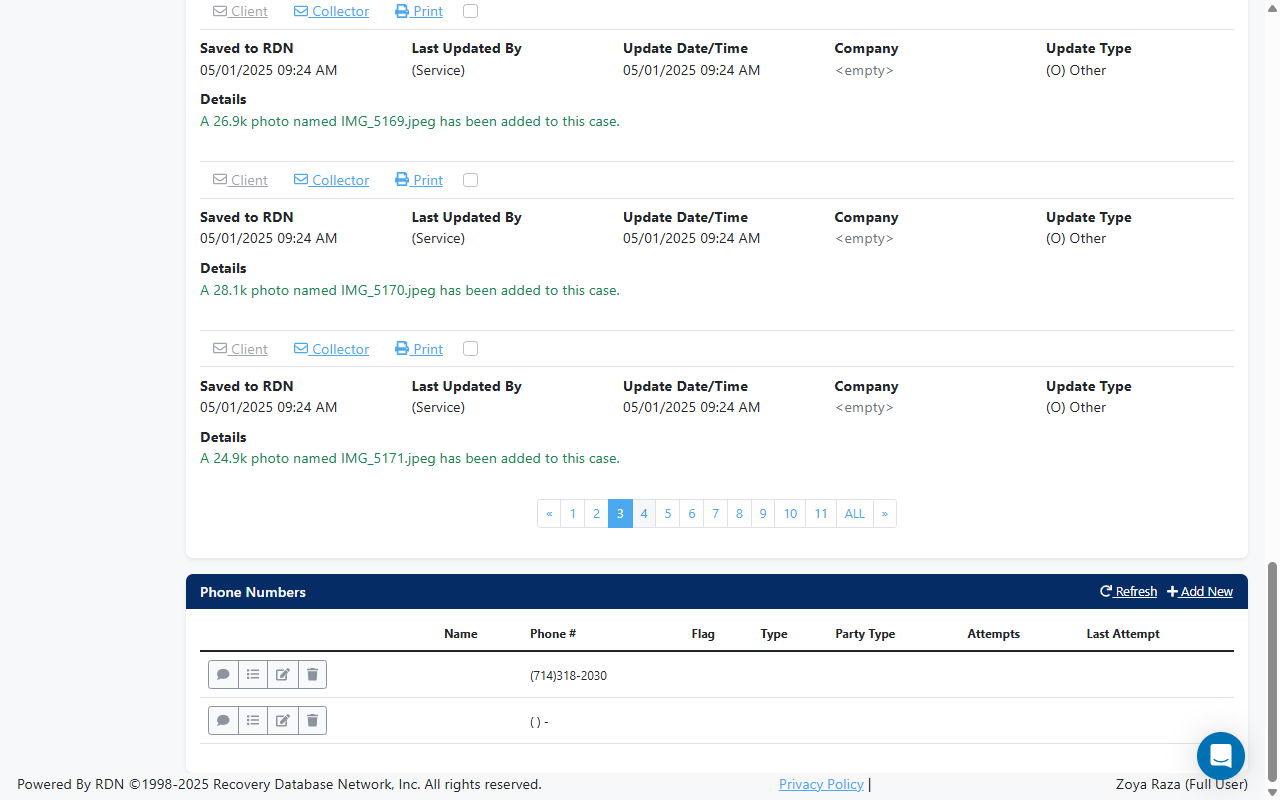 Client Collector Print
Saved to RDN Last Updated By Update Date/Time Company Update Type
05/01/2025 09:24 AM (Service) 05/01/2025 09:24 AM <empty> (O) Other
Details
A 26.9k photo named IMG_5169.jpeg has been added to this case.
Client Collector Print
Saved to RDN Last Updated By Update Date/Time Company Update Type
05/01/2025 09:24 AM (Service) 05/01/2025 09:24 AM <empty> (O) Other
Details
A 28.1k photo named IMG_5170.jpeg has been added to this case.
Client Collector Print
Saved to RDN Last Updated By Update Date/Time Company Update Type
05/01/2025 09:24 AM (Service) 05/01/2025 09:24 AM <empty> (O) Other
Details
A 24.9k photo named IMG_5171.jpeg has been added to this case.
« 1 2 3 4 5 6 7 8 9 10 11 ALL »
Phone Numbers Refresh Add New
Name Phone # Flag Type Party Type Attempts Last Attempt
(714)318-2030
( ) -
Powered By RDN ©1998-2025 Recovery Database Network, Inc. All rights reserved. Privacy Policy | Zoya Raza (Full User)